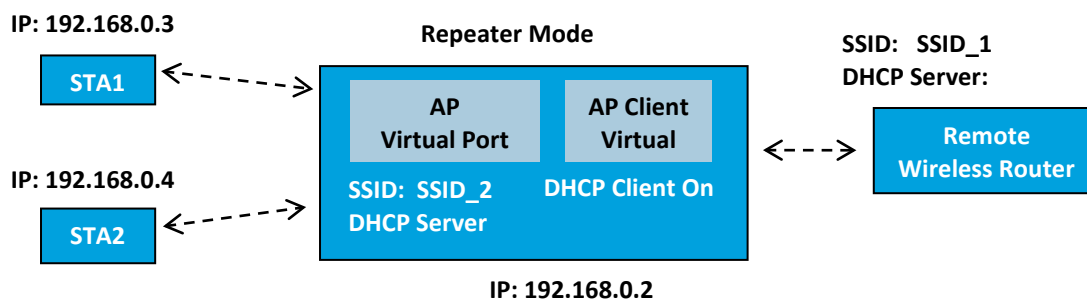 IP: 192.168.0.3
STA1
IP: 192.168.0.4
STA2
Repeater Mode
AP
Virtual Port
AP Client
Virtual
SSID:  SSID_2
DHCP Server
DHCP Client On
IP: 192.168.0.2
SSID:  SSID_1
DHCP Server:
Remote
Wireless Router